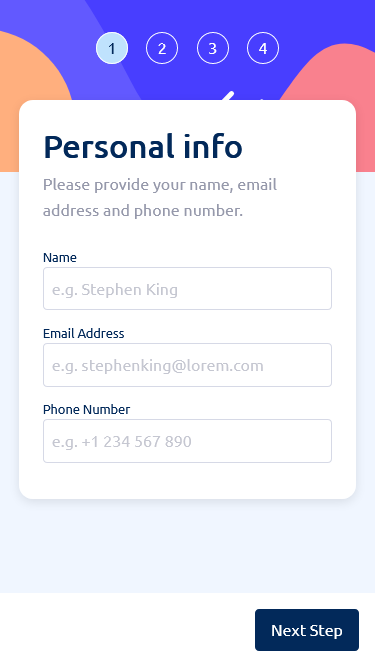 1 2 3 4
Personal info
Please provide your name, email
address and phone number.
Name
e.g. Stephen King
Email Address
e.g. stephenking@lorem.com
Phone Number
e.g. +1 234 567 890
Next Step